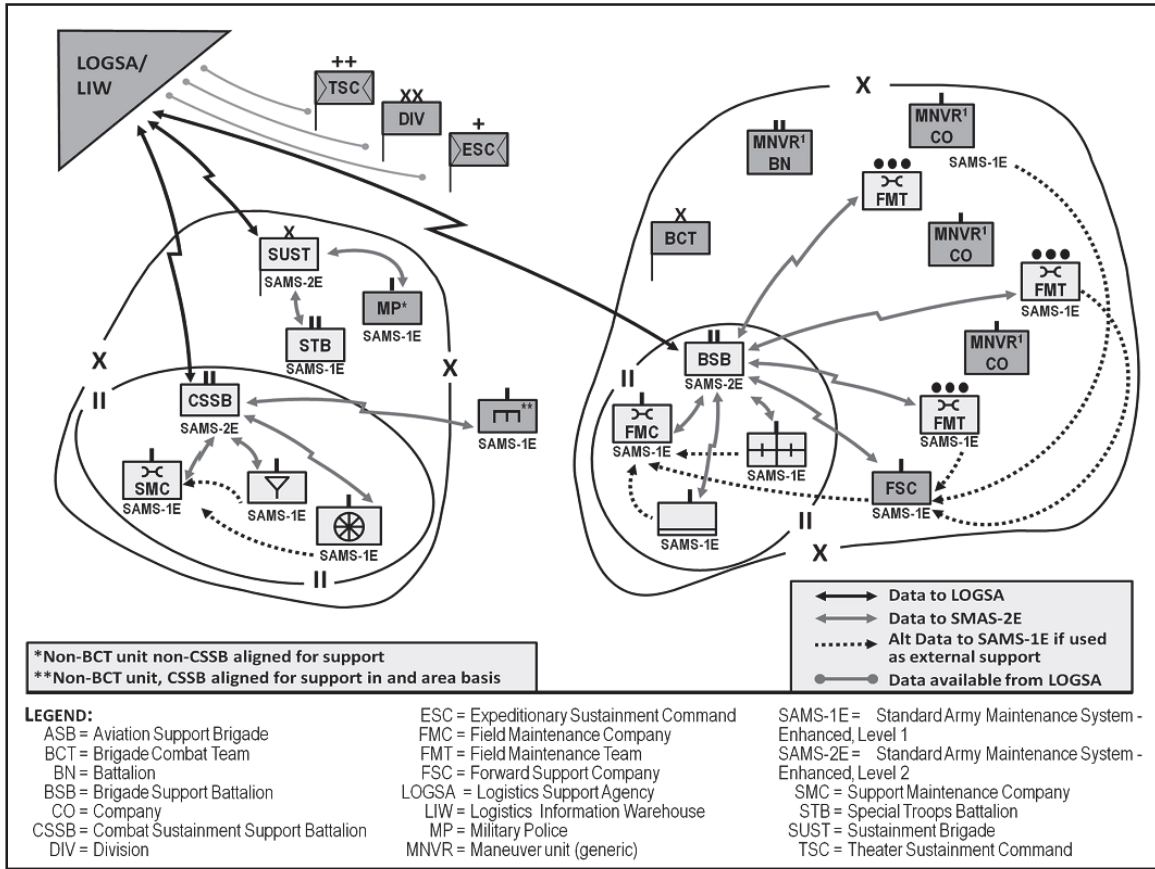 LOGSA/
LIW
++
TSC
XX
DIV
+
ESC
X
SUST
SAMS-2E
MP*
SAMS-1E
STB
SAMS-1E
X
X
II
CSSB
SAMS-2E
SMC
SAMS-1E
SAMS-1E
SAMS-1E
II
**
SAMS-1E
X
MNVR¹
CO
SAMS-1E
MNVR¹
BN
FMT
X
BCT
MNVR¹
CO
FMT
SAMS-1E
MNVR¹
CO
BSB
SAMS-2E
II
FMC
SAMS-1E
SAMS-1E
SAMS-1E
FMT
SAMS-1E
FSC
SAMS-1E
II
X
Data to LOGSA
Data to SMAS-2E
Alt Data to SAMS-1E if used
as external support
Data available from LOGSA
*Non-BCT unit non-CSSB aligned for support
**Non-BCT unit, CSSB aligned for support in and area basis
LEGEND:
ASB = Aviation Support Brigade
BCT = Brigade Combat Team
BN = Battalion
BSB = Brigade Support Battalion
CO = Company
CSSB = Combat Sustainment Support Battalion
DIV = Division
ESC = Expeditionary Sustainment Command
FMC = Field Maintenance Company
FMT = Field Maintenance Team
FSC = Forward Support Company
LOGSA = Logistics Support Agency
LIW = Logistics Information Warehouse
MP = Military Police
MNVR = Maneuver unit (generic)
SAMS-1E = Standard Army Maintenance System -
Enhanced, Level 1
SAMS-2E = Standard Army Maintenance System -
Enhanced, Level 2
SMC = Support Maintenance Company
STB = Special Troops Battalion
SUST = Sustainment Brigade
TSC = Theater Sustainment Command